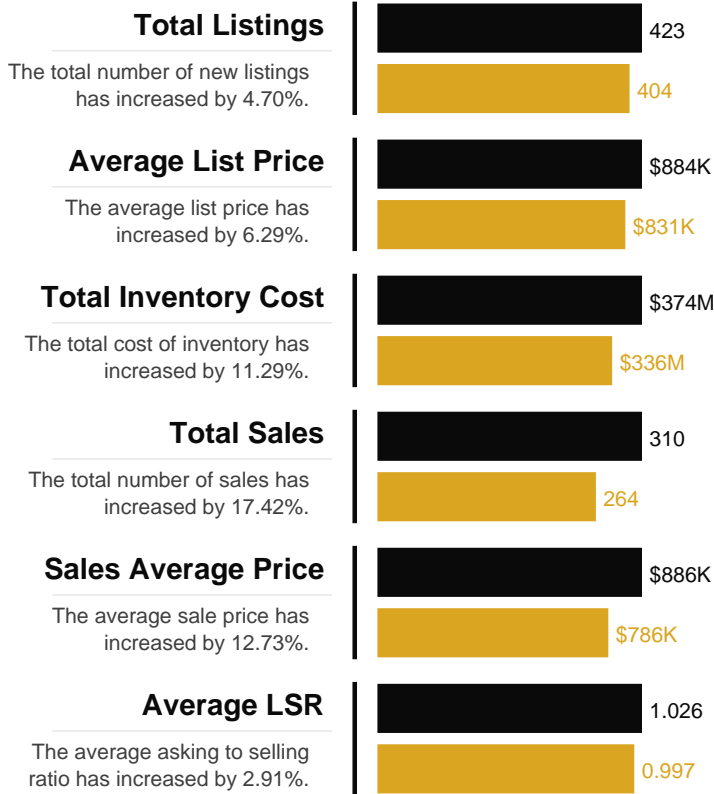 Total Listings
423
The total number of new listings
has increased by 4.70%.
404
Average List Price
$884K
The average list price has
increased by 6.29%.
$831K
Total Inventory Cost
$374M
The total cost of inventory has
increased by 11.29%.
$336M
Total Sales
310
The total number of sales has
increased by 17.42%.
264
Sales Average Price
$886K
The average sale price has
increased by 12.73%.
$786K
Average LSR
1.026
The average asking to selling
ratio has increased by 2.91%.
0.997